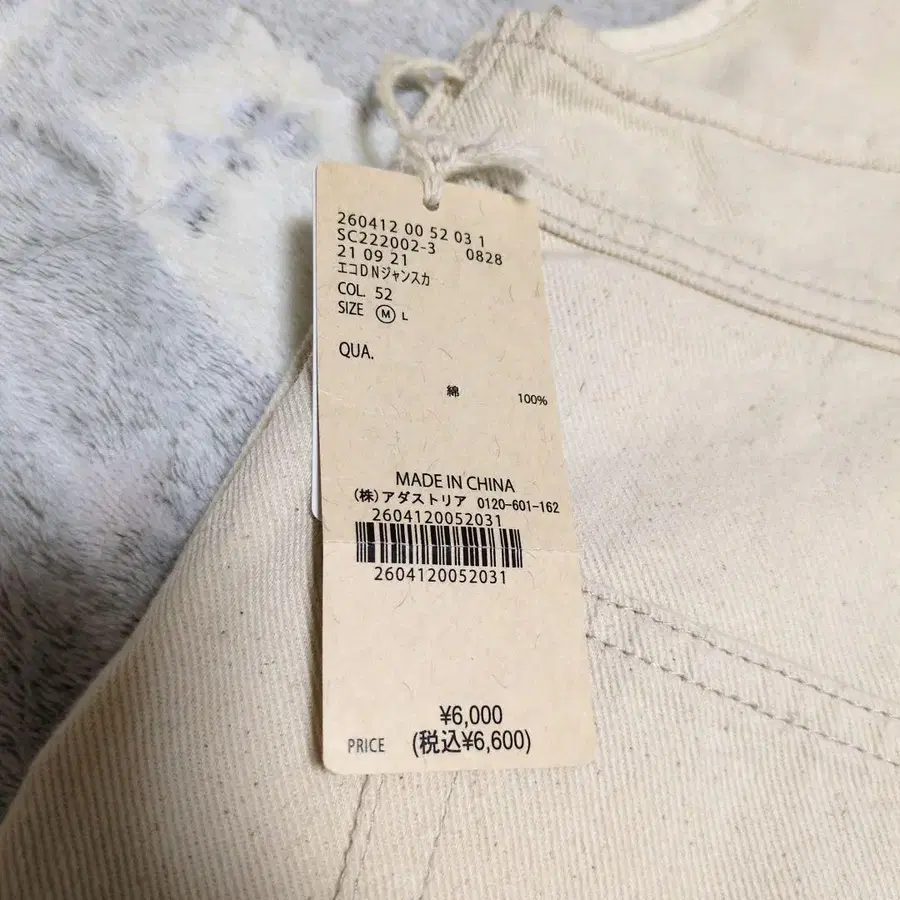 260412 00 52 03 1
SC222002-3 0828
21 09 21
エコDNジャンスカ
COL. 52
SIZE Ⓜ L
QUA.
綿 100%
MADE IN CHINA
(株)アダストリア 0120-601-162
2604120052031
2604120052031
¥6,000
PRICE (税込¥6,600)